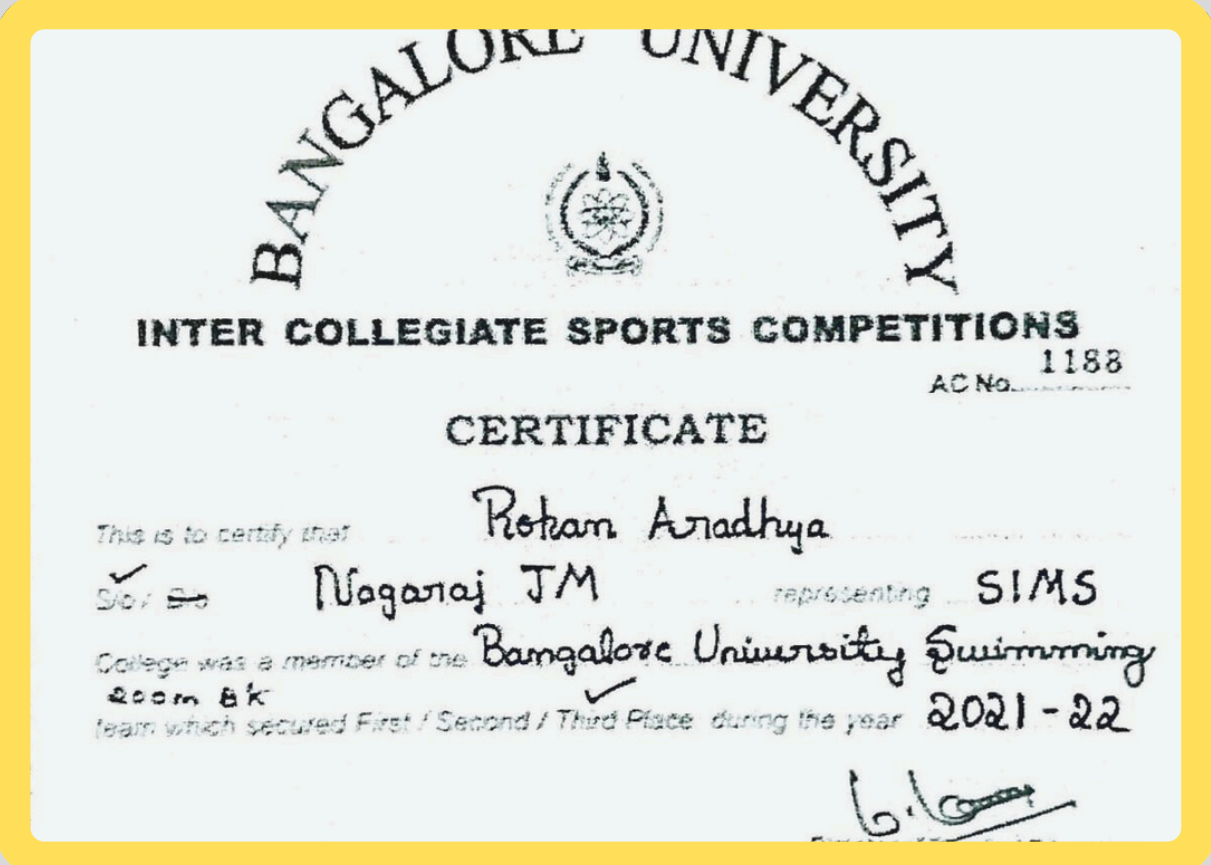 BANGALORE UNIVERSITY
INTER COLLEGIATE SPORTS COMPETITIONS
1188
AC No.
CERTIFICATE
This is to certify that Rohan Aradhya
S/o / D/o Nagaraj JM representing SIMS
College was a member of the Bangalore University Swimming
200m BK
team which secured First / Second / Third Place during the year 2021-22